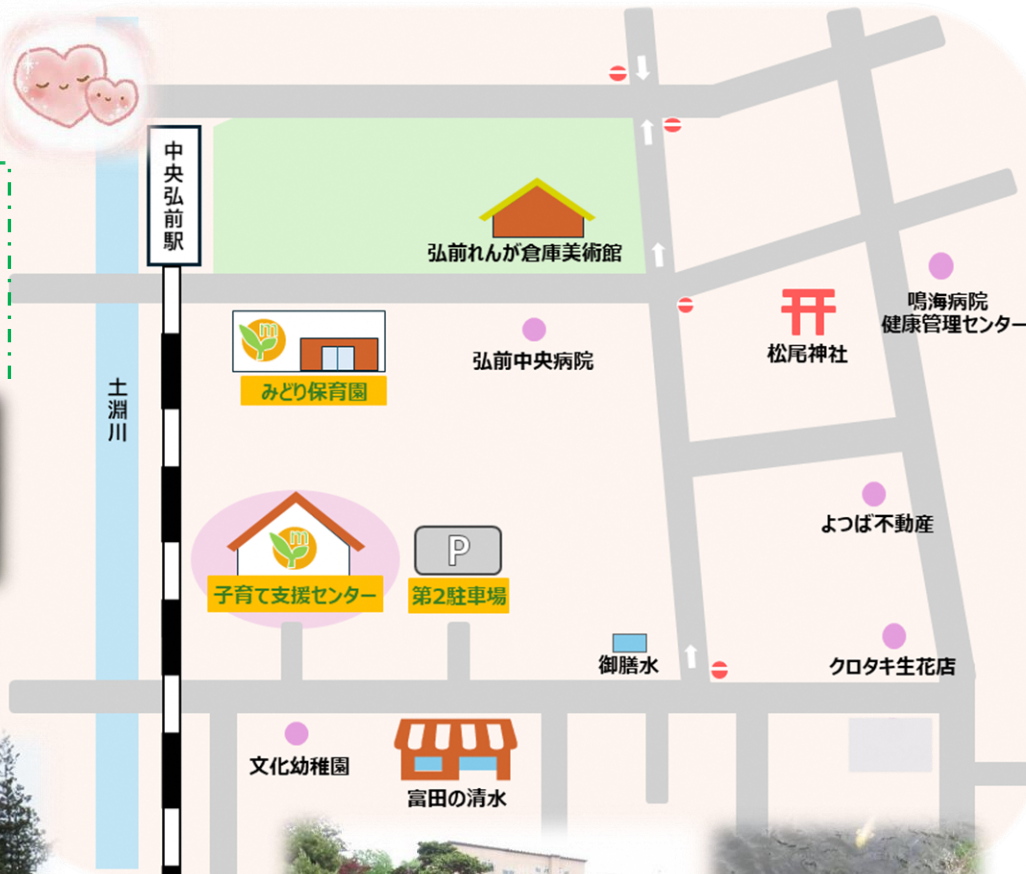 中央弘前駅
弘前れんが倉庫美術館
鳴海病院
健康管理センター
松尾神社
弘前中央病院
m
みどり保育園
土淵川
よつば不動産
m
P
子育て支援センター
第2駐車場
御膳水
クロタキ生花店
文化幼稚園
富田の清水